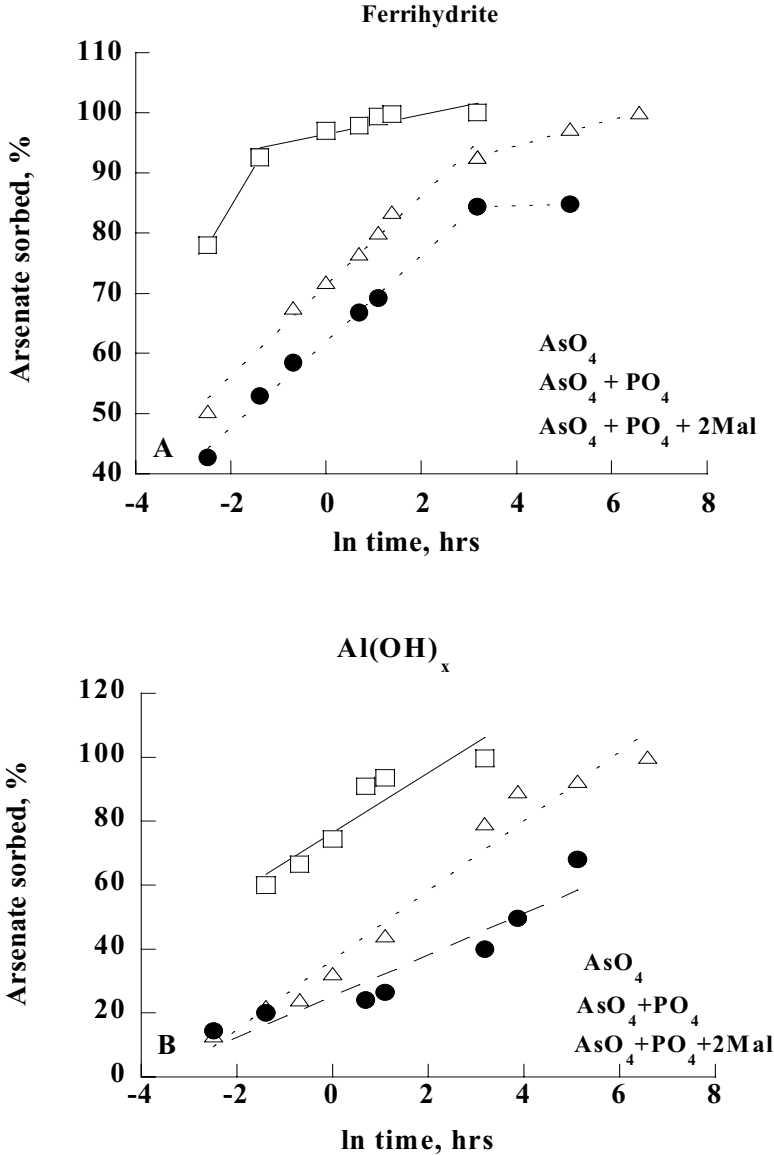 Ferrihydrite
110
100
90
80
70
60
50
40
Arsenate sorbed, %
AsO₄
AsO₄ + PO₄
AsO₄ + PO₄ + 2Mal
A
-4 -2 0 2 4 6 8
ln time, hrs
Al(OH)ₓ
120
100
80
60
40
20
0
Arsenate sorbed, %
AsO₄
AsO₄+PO₄
AsO₄+PO₄+2Mal
B
-4 -2 0 2 4 6 8
ln time, hrs